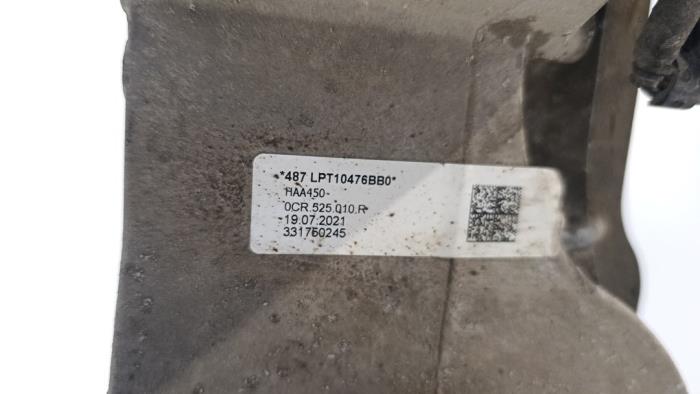 *487 LPT10476BB0*
HAA450-
0CR.525.010.R
19.07.2021
331750245